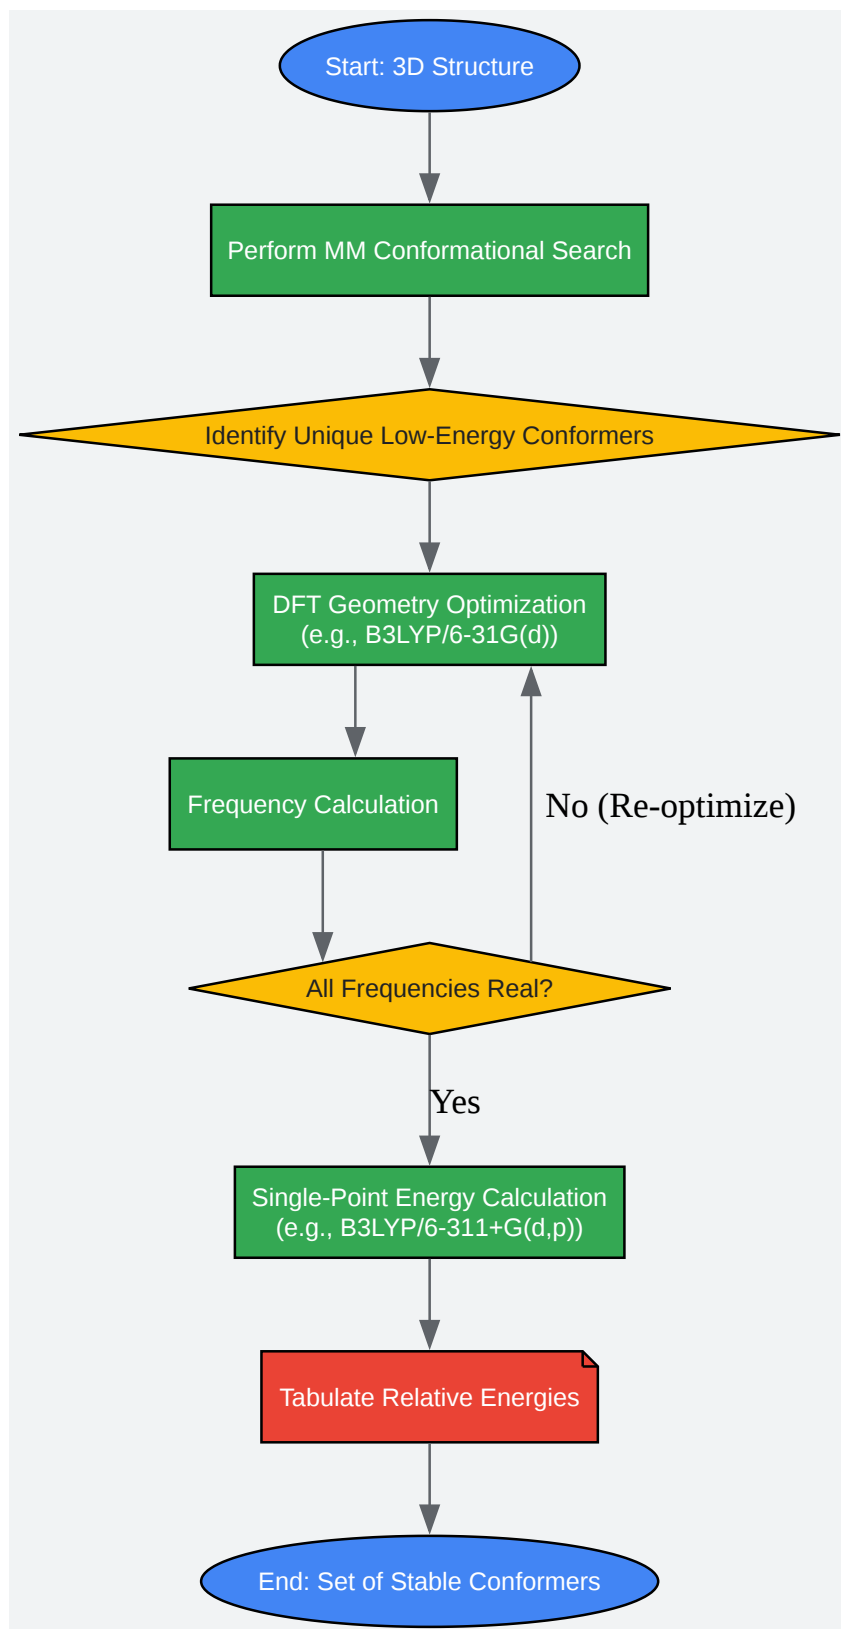 Start: 3D Structure
Perform MM Conformational Search
Identify Unique Low-Energy Conformers
DFT Geometry Optimization
(e.g., B3LYP/6-31G(d))
Frequency Calculation
No (Re-optimize)
All Frequencies Real?
Yes
Single-Point Energy Calculation
(e.g., B3LYP/6-311+G(d,p))
Tabulate Relative Energies
End: Set of Stable Conformers